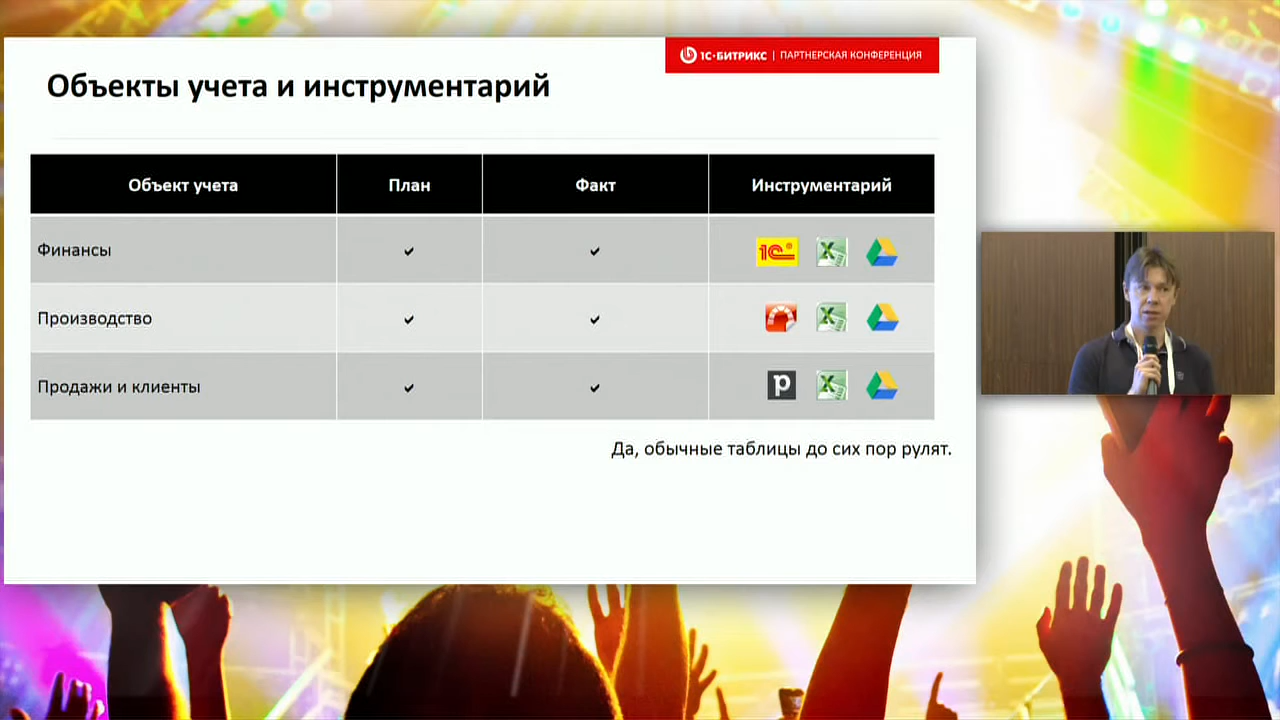 1С·БИТРИКС | ПАРТНЕРСКАЯ КОНФЕРЕНЦИЯ
Объекты учета и инструментарий
Объект учета План Факт Инструментарий
Финансы 1С
Производство
Продажи и клиенты p
Да, обычные таблицы до сих пор рулят.